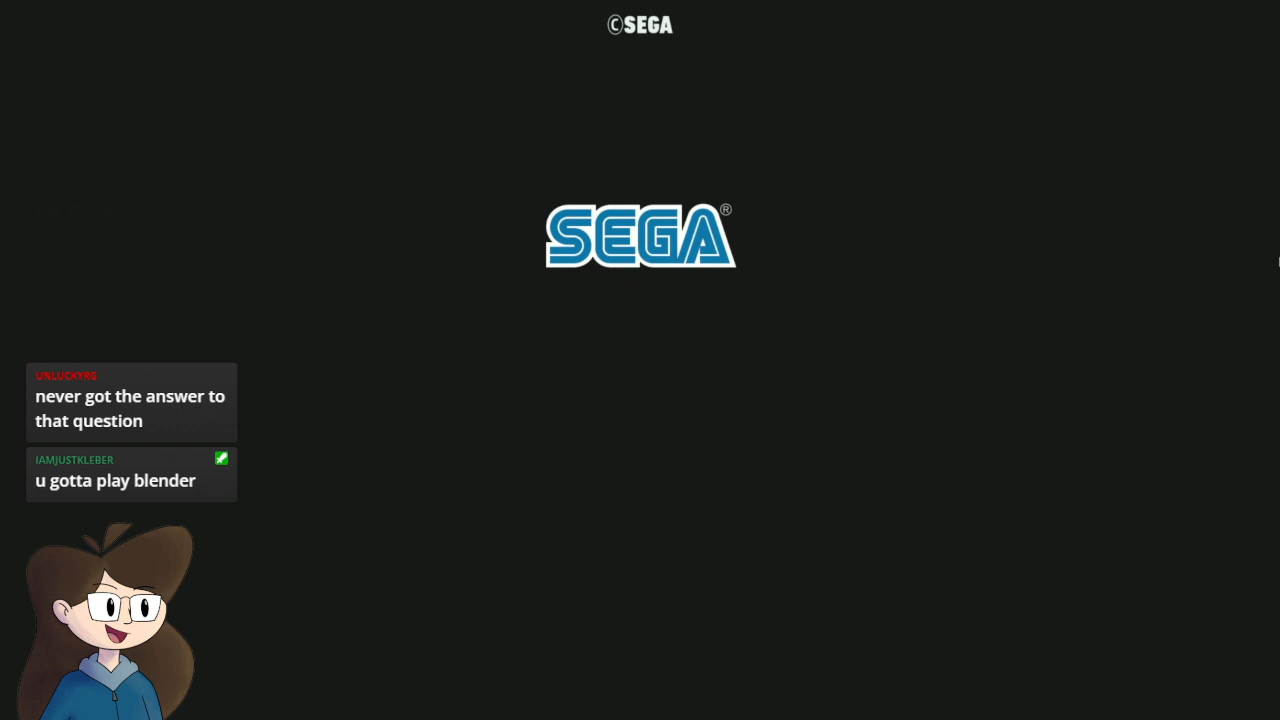 ©SEGA
SEGA®
UNLUCKYRG
never got the answer to
that question
IAMJUSTKLEBER
u gotta play blender